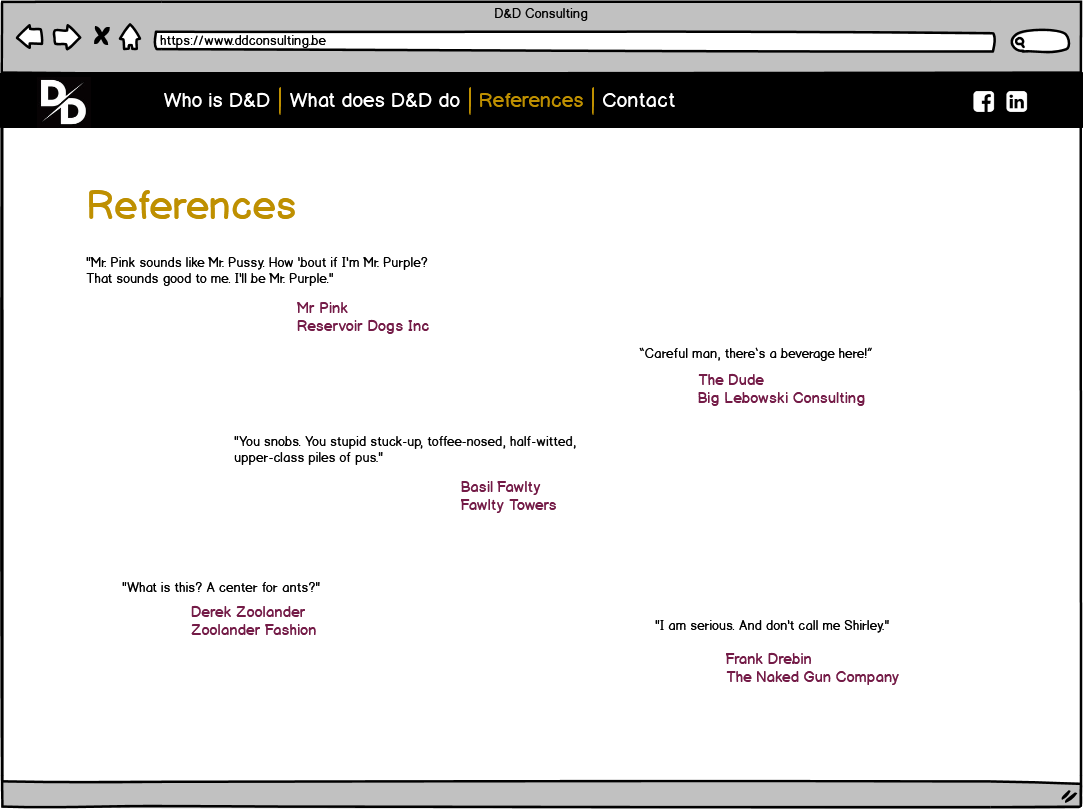 D&D Consulting
https://www.ddconsulting.be
D/D
Who is D&D
What does D&D do
References
Contact
References
"Mr. Pink sounds like Mr. Pussy. How 'bout if I'm Mr. Purple?
That sounds good to me. I'll be Mr. Purple."
Mr Pink
Reservoir Dogs Inc
“Careful man, there`s a beverage here!”
The Dude
Big Lebowski Consulting
"You snobs. You stupid stuck-up, toffee-nosed, half-witted,
upper-class piles of pus."
Basil Fawlty
Fawlty Towers
"What is this? A center for ants?"
Derek Zoolander
Zoolander Fashion
"I am serious. And don't call me Shirley."
Frank Drebin
The Naked Gun Company